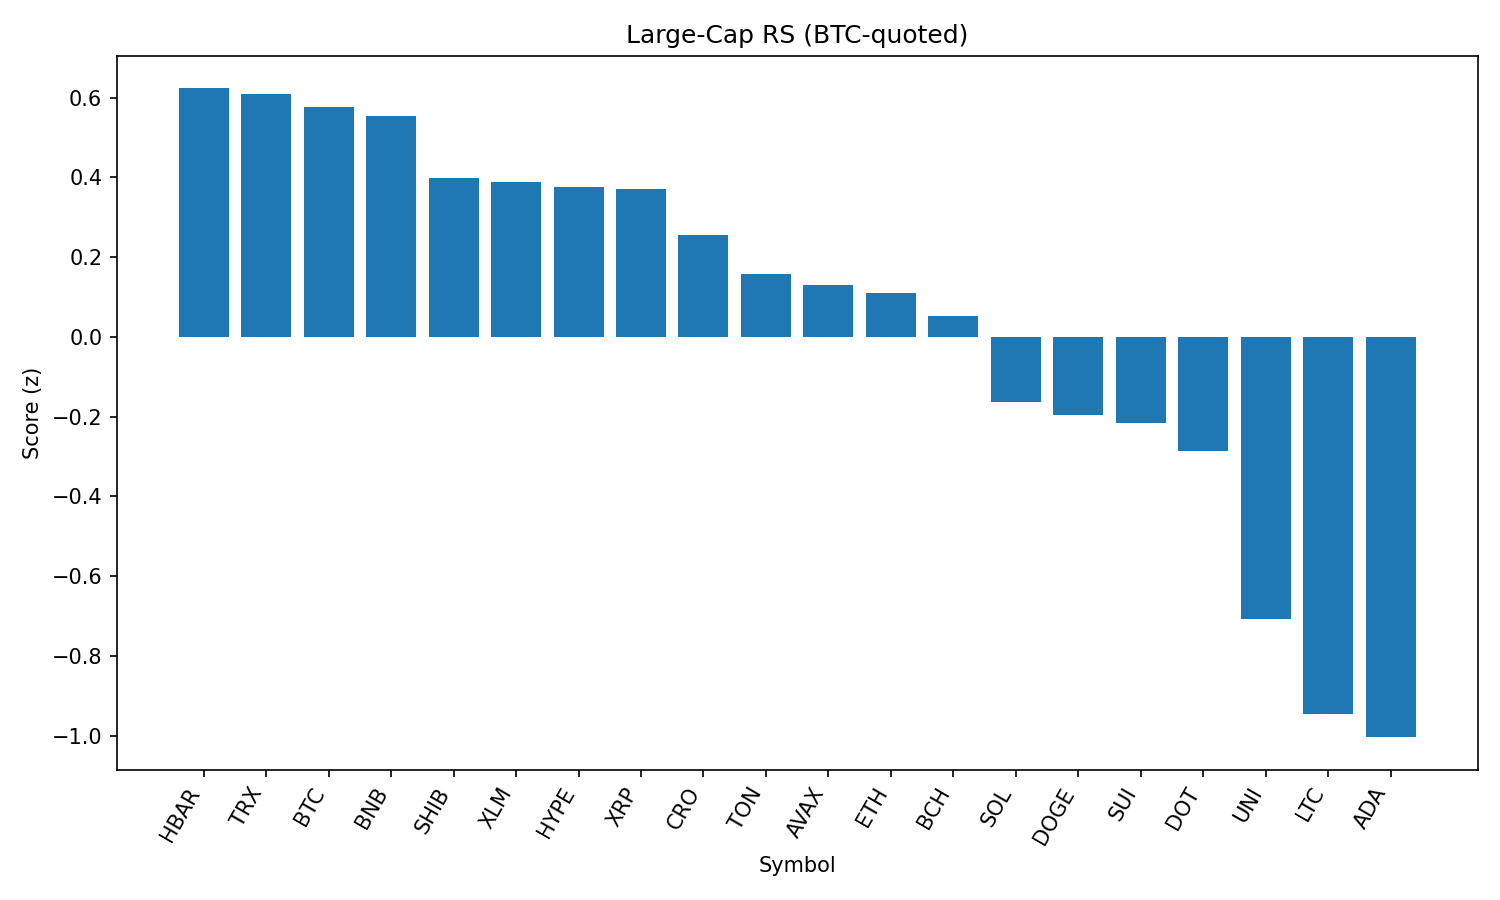 Large-Cap RS (BTC-quoted)
Score (z)
0.6
0.4
0.2
0.0
−0.2
−0.4
−0.6
−0.8
−1.0
HBAR
TRX
BTC
BNB
SHIB
XLM
HYPE
XRP
CRO
TON
AVAX
ETH
BCH
SOL
DOGE
SUI
DOT
UNI
LTC
ADA
Symbol